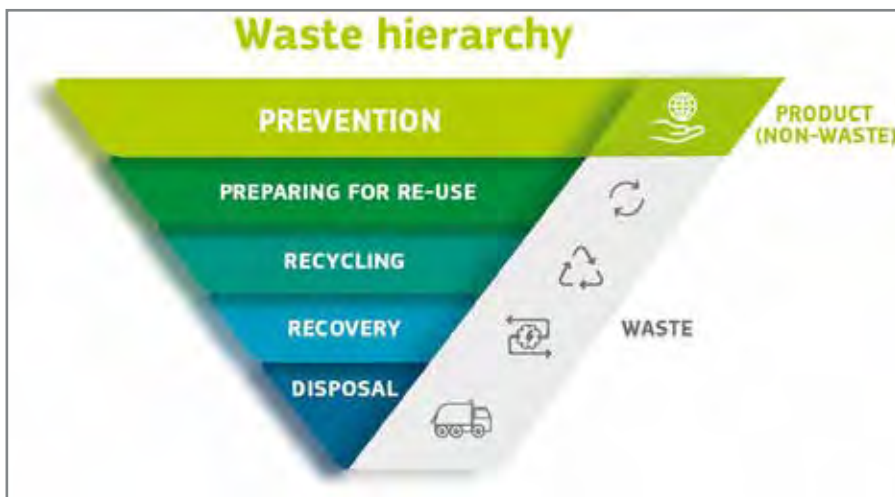 Waste hierarchy
PREVENTION
PRODUCT
(NON-WASTE)
PREPARING FOR RE-USE
RECYCLING
RECOVERY
WASTE
DISPOSAL